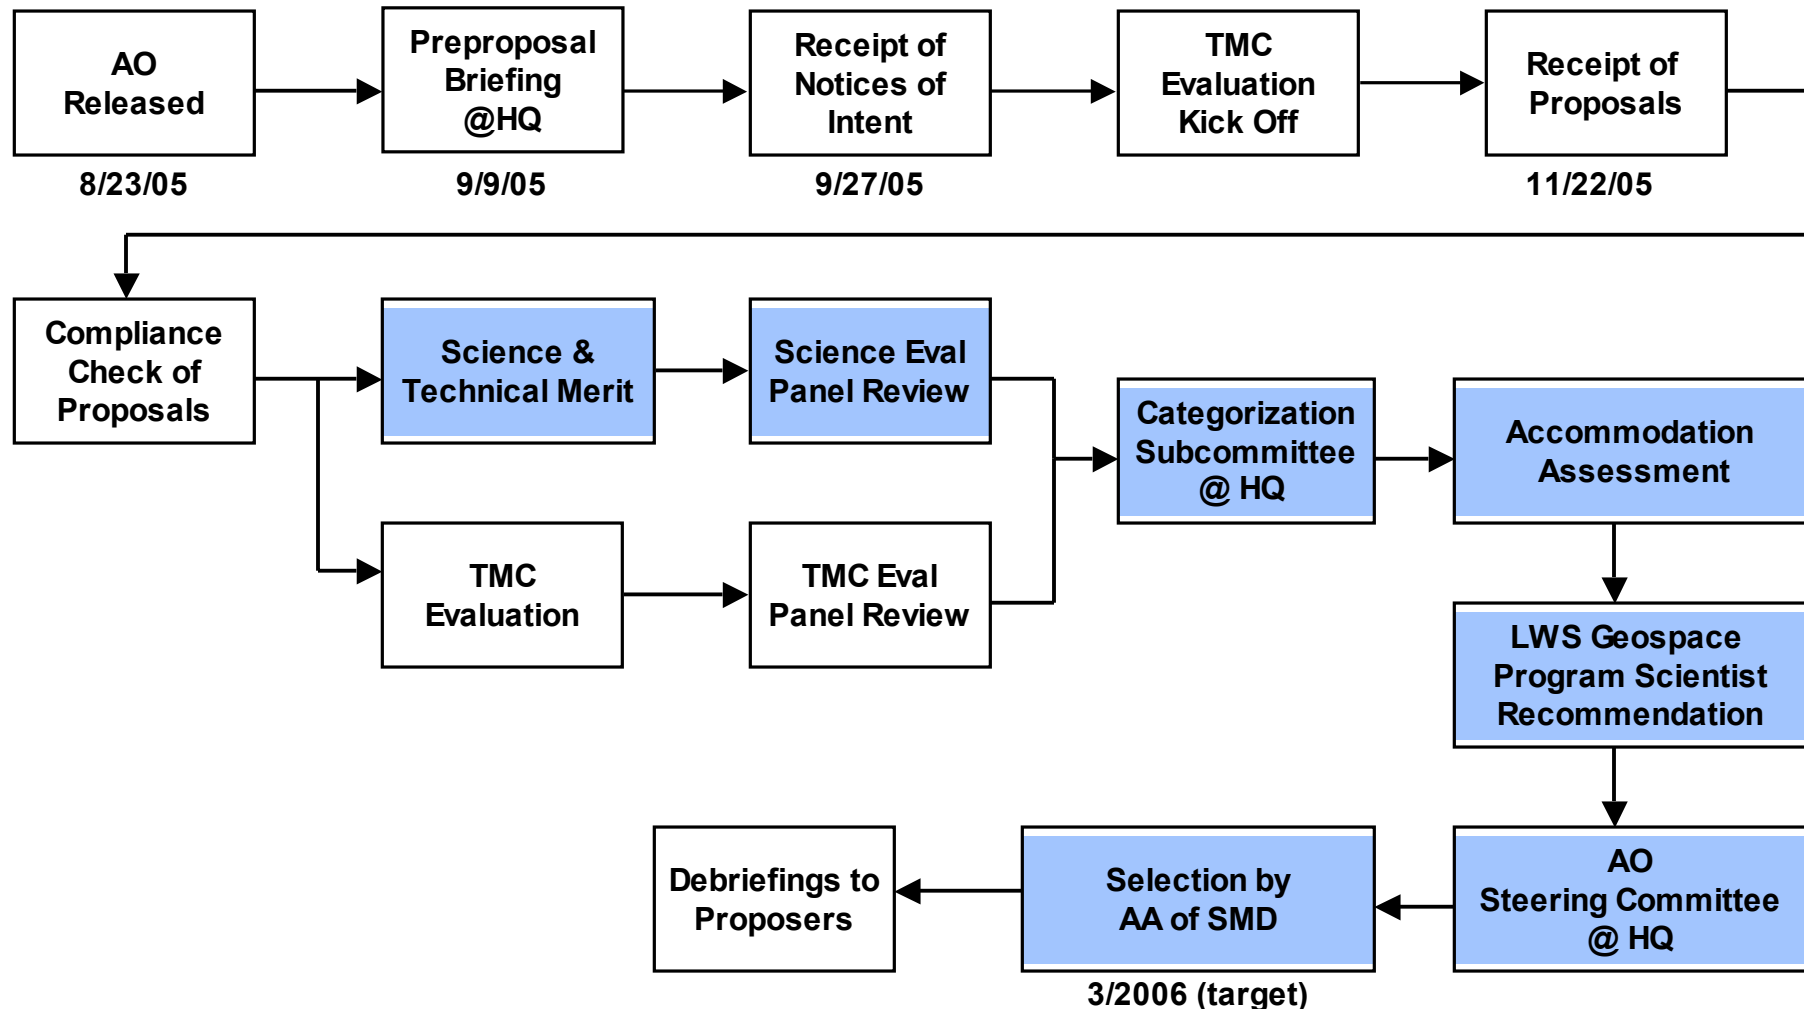 AO
Released
Preproposal
Briefing
@HQ
Receipt of
Notices of
Intent
TMC
Evaluation
Kick Off
Receipt of
Proposals
8/23/05
9/9/05
9/27/05
11/22/05
Compliance
Check of
Proposals
Science &
Technical Merit
Science Eval
Panel Review
Categorization
Subcommittee
@ HQ
Accommodation
Assessment
TMC
Evaluation
TMC Eval
Panel Review
LWS Geospace
Program Scientist
Recommendation
Debriefings to
Proposers
Selection by
AA of SMD
AO
Steering Committee
@ HQ
3/2006 (target)